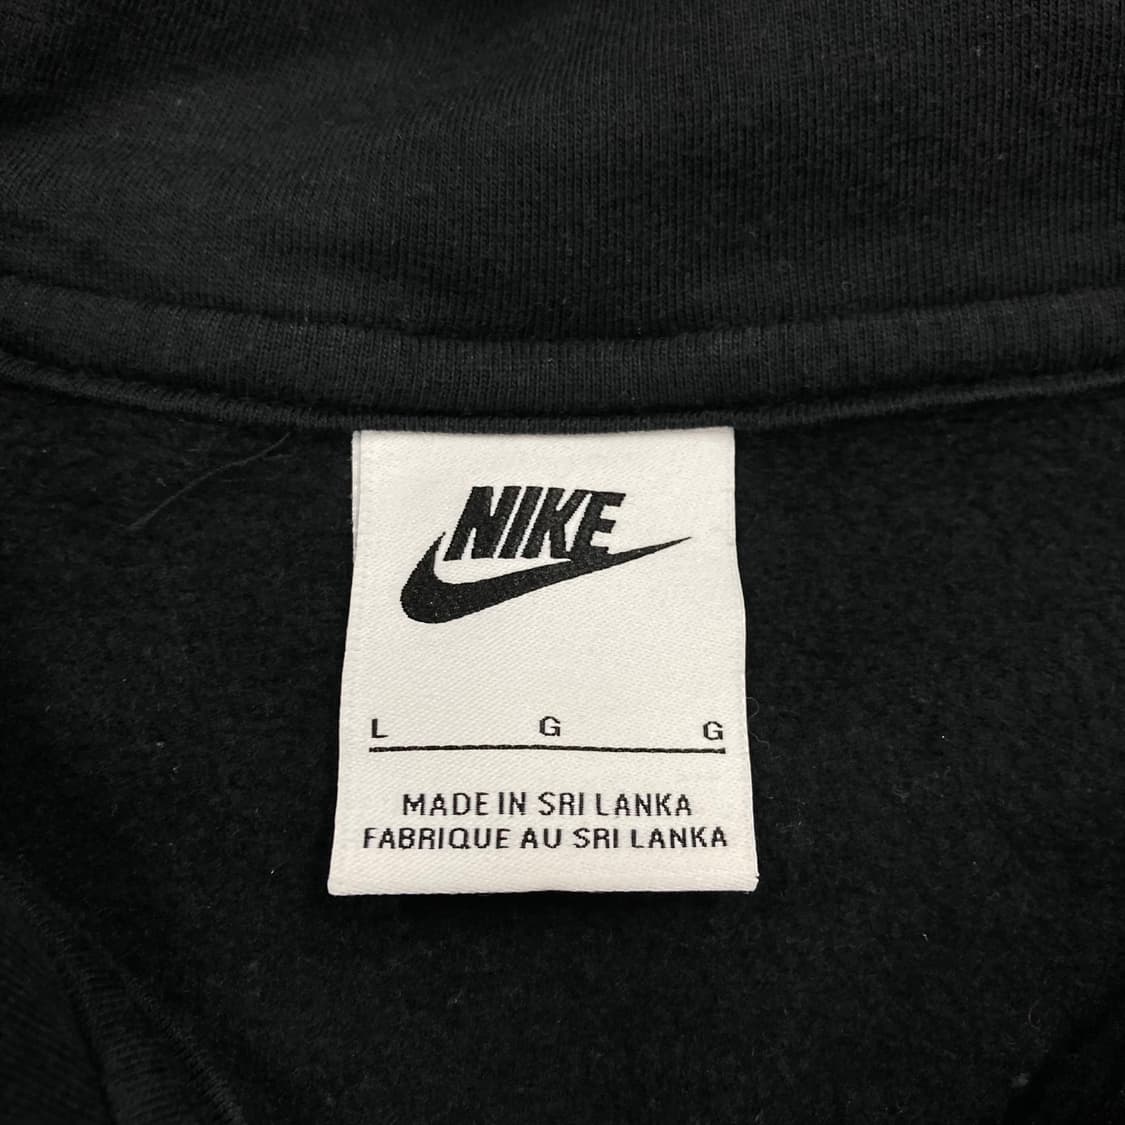 NIKE
L G G
MADE IN SRI LANKA
FABRIQUE AU SRI LANKA